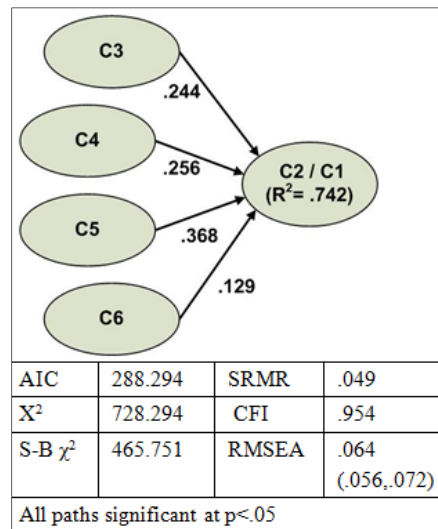 C3
.244
C4
.256
C2 / C1
(R²= .742)
C5
.368
.129
C6
AIC 288.294 SRMR .049
X² 728.294 CFI .954
S-B χ² 465.751 RMSEA .064
(.056,.072)
All paths significant at p<.05